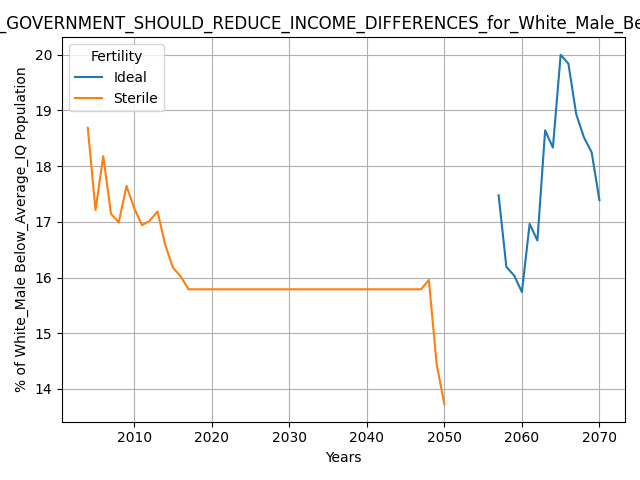 _GOVERNMENT_SHOULD_REDUCE_INCOME_DIFFERENCES_for_White_Male_Be
Fertility
Ideal
Sterile
20
19
18
17
16
15
14
% of White_Male Below_Average_IQ Population
2010 2020 2030 2040 2050 2060 2070
Years